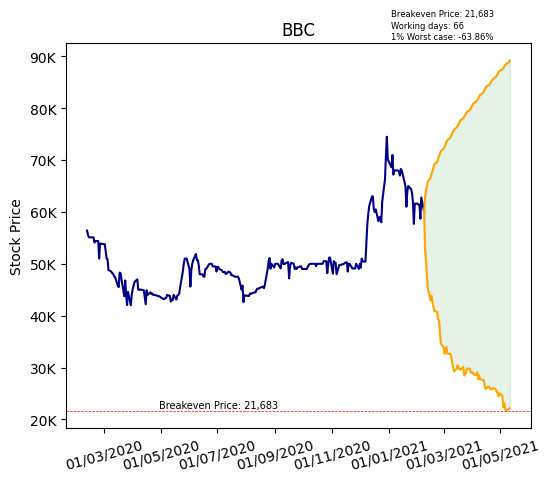 Breakeven Price: 21,683
Working days: 66
1% Worst case: -63.86%
BBC
90K
80K
70K
60K
50K
40K
30K
20K
Stock Price
Breakeven Price: 21,683
01/03/2020
01/05/2020
01/07/2020
01/09/2020
01/11/2020
01/01/2021
01/03/2021
01/05/2021